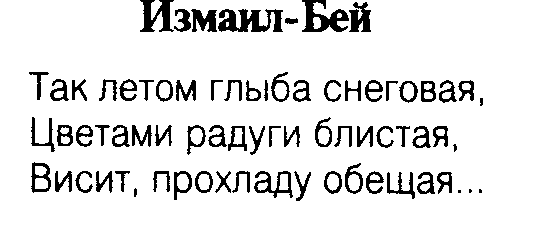 Измаил-Бей
Так летом глыба снеговая,
Цветами радуги блистая,
Висит, прохладу обещая...